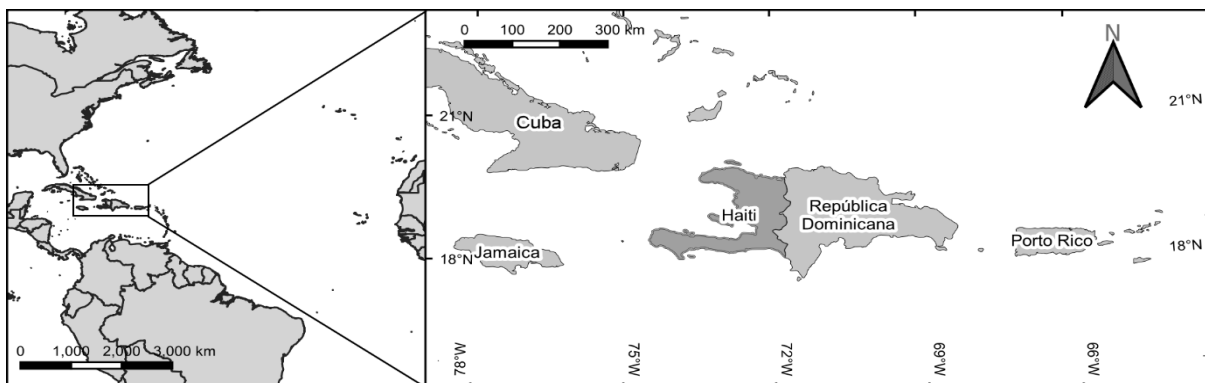 0 1,000 2,000 3,000 km
0 100 200 300 km
N
21°N
21°N
Cuba
Haiti
República
Dominicana
Jamaica
Porto Rico
18°N
18°N
78°W
75°W
72°W
69°W
66°W